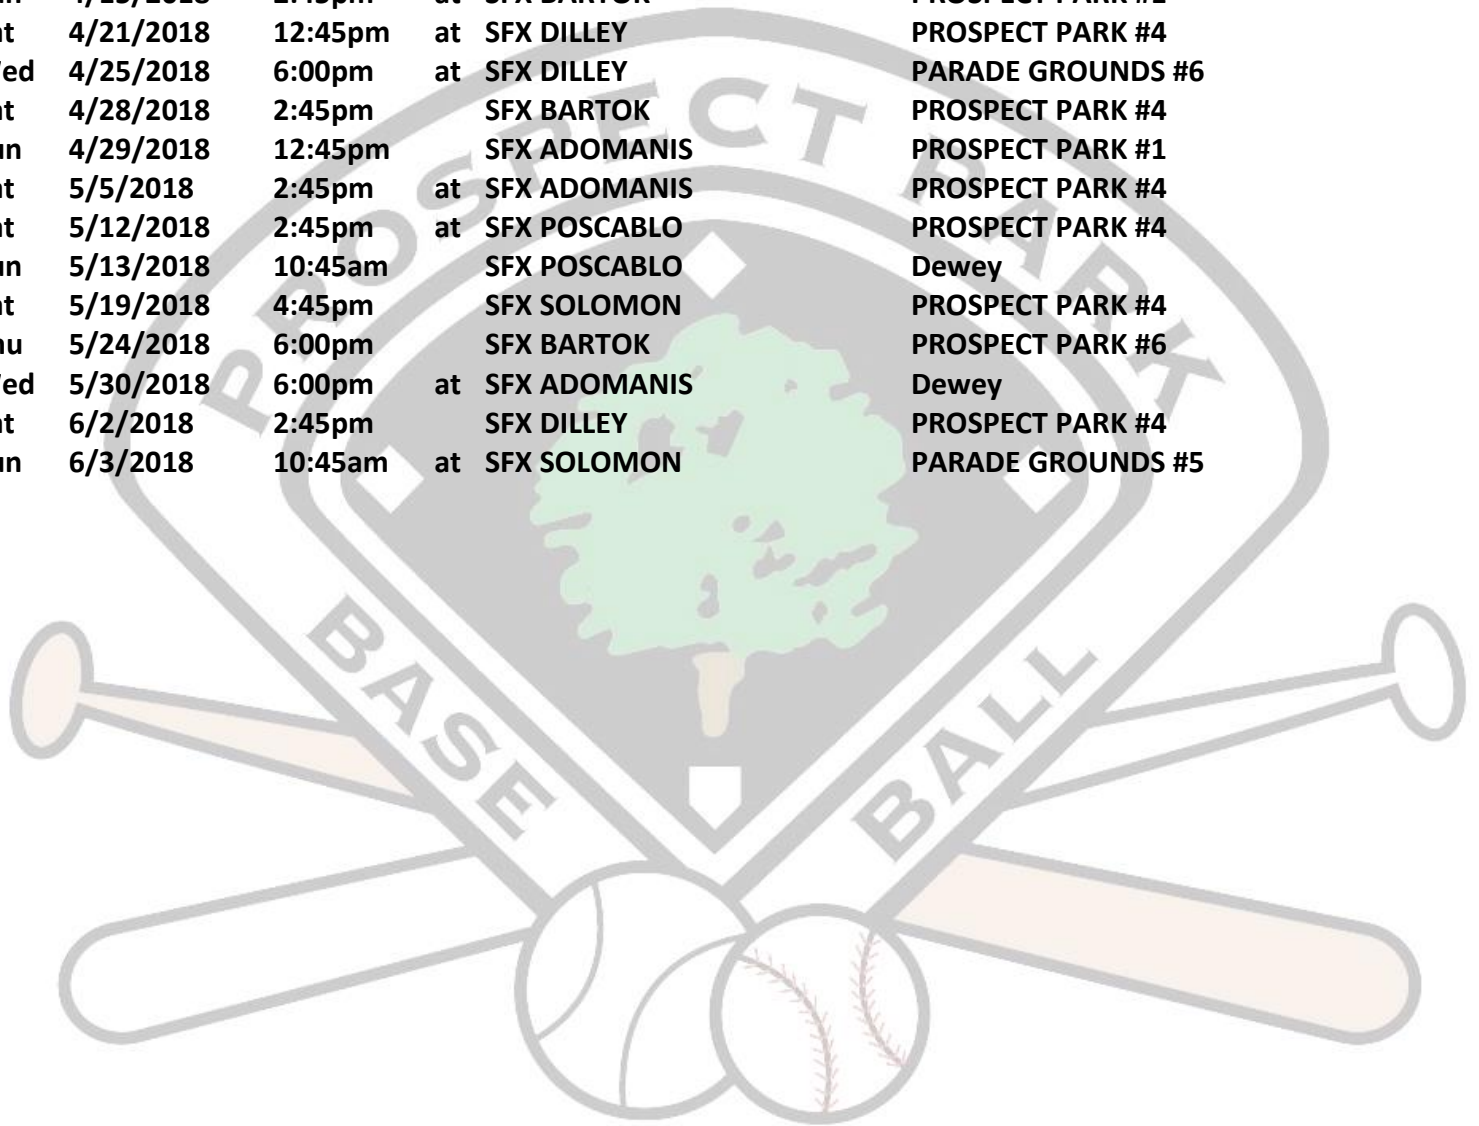 at 4/21/2018 12:45pm at SFX DILLEY PROSPECT PARK #4
ed 4/25/2018 6:00pm at SFX DILLEY PARADE GROUNDS #6
at 4/28/2018 2:45pm SFX BARTOK PROSPECT PARK #4
un 4/29/2018 12:45pm SFX ADOMANIS PROSPECT PARK #1
at 5/5/2018 2:45pm at SFX ADOMANIS PROSPECT PARK #4
at 5/12/2018 2:45pm at SFX POSCABLO PROSPECT PARK #4
un 5/13/2018 10:45am SFX POSCABLO Dewey
at 5/19/2018 4:45pm SFX SOLOMON PROSPECT PARK #4
hu 5/24/2018 6:00pm SFX BARTOK PROSPECT PARK #6
ed 5/30/2018 6:00pm at SFX ADOMANIS Dewey
at 6/2/2018 2:45pm SFX DILLEY PROSPECT PARK #4
un 6/3/2018 10:45am at SFX SOLOMON PARADE GROUNDS #5
PROSPECT PARK
BASE BALL